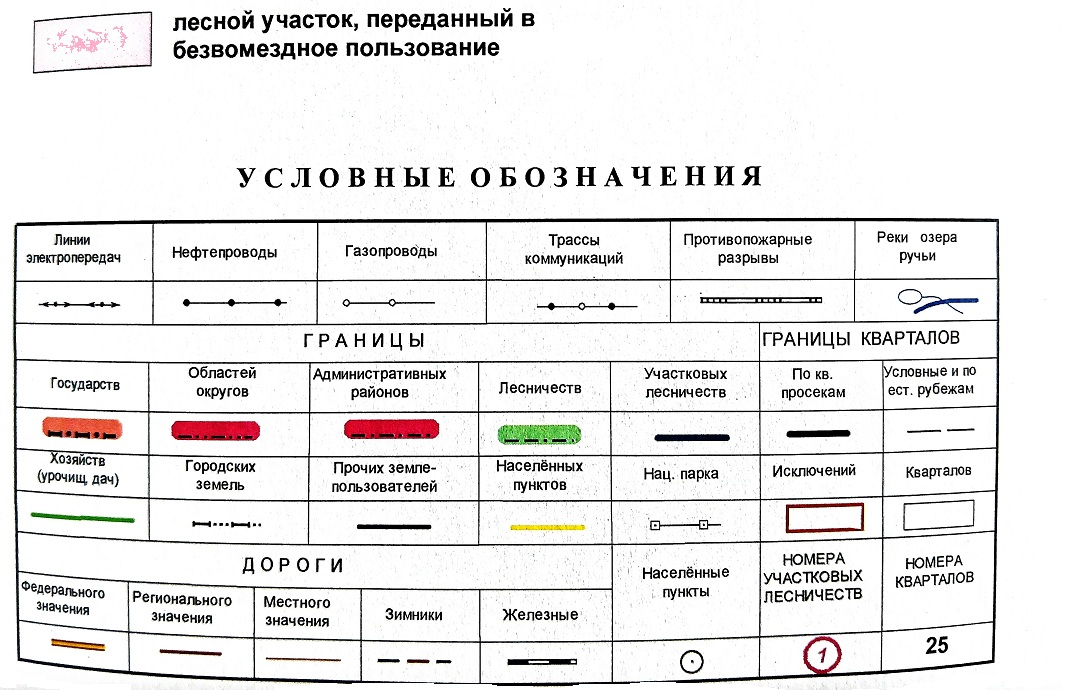 лесной участок, переданный в
безвомездное пользование
УСЛОВНЫЕ ОБОЗНАЧЕНИЯ
Линии
электропередач
Нефтепроводы
Газопроводы
Трассы
коммуникаций
Противопожарные
разрывы
Реки озера
ручьи
ГРАНИЦЫ
ГРАНИЦЫ КВАРТАЛОВ
Государств
Областей
округов
Административных
районов
Лесничеств
Участковых
лесничеств
По кв.
просекам
Условные и по
ест. рубежам
Хозяйств
(урочищ, дач)
Городских
земель
Прочих земле-
пользователей
Населённых
пунктов
Нац. парка
Исключений
Кварталов
ДОРОГИ
Населённые
пункты
НОМЕРА
УЧАСТКОВЫХ
ЛЕСНИЧЕСТВ
НОМЕРА
КВАРТАЛОВ
Федерального
значения
Регионального
значения
Местного
значения
Зимники
Железные
1
25